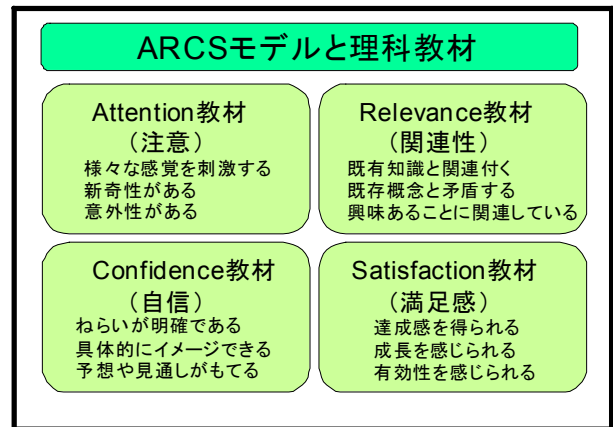 ARCSモデルと理科教材
Attention教材
（注意）
様々な感覚を刺激する
新奇性がある
意外性がある
Relevance教材
（関連性）
既有知識と関連付く
既存概念と矛盾する
興味あることに関連している
Confidence教材
（自信）
ねらいが明確である
具体的にイメージできる
予想や見通しがもてる
Satisfaction教材
（満足感）
達成感を得られる
成長を感じられる
有効性を感じられる